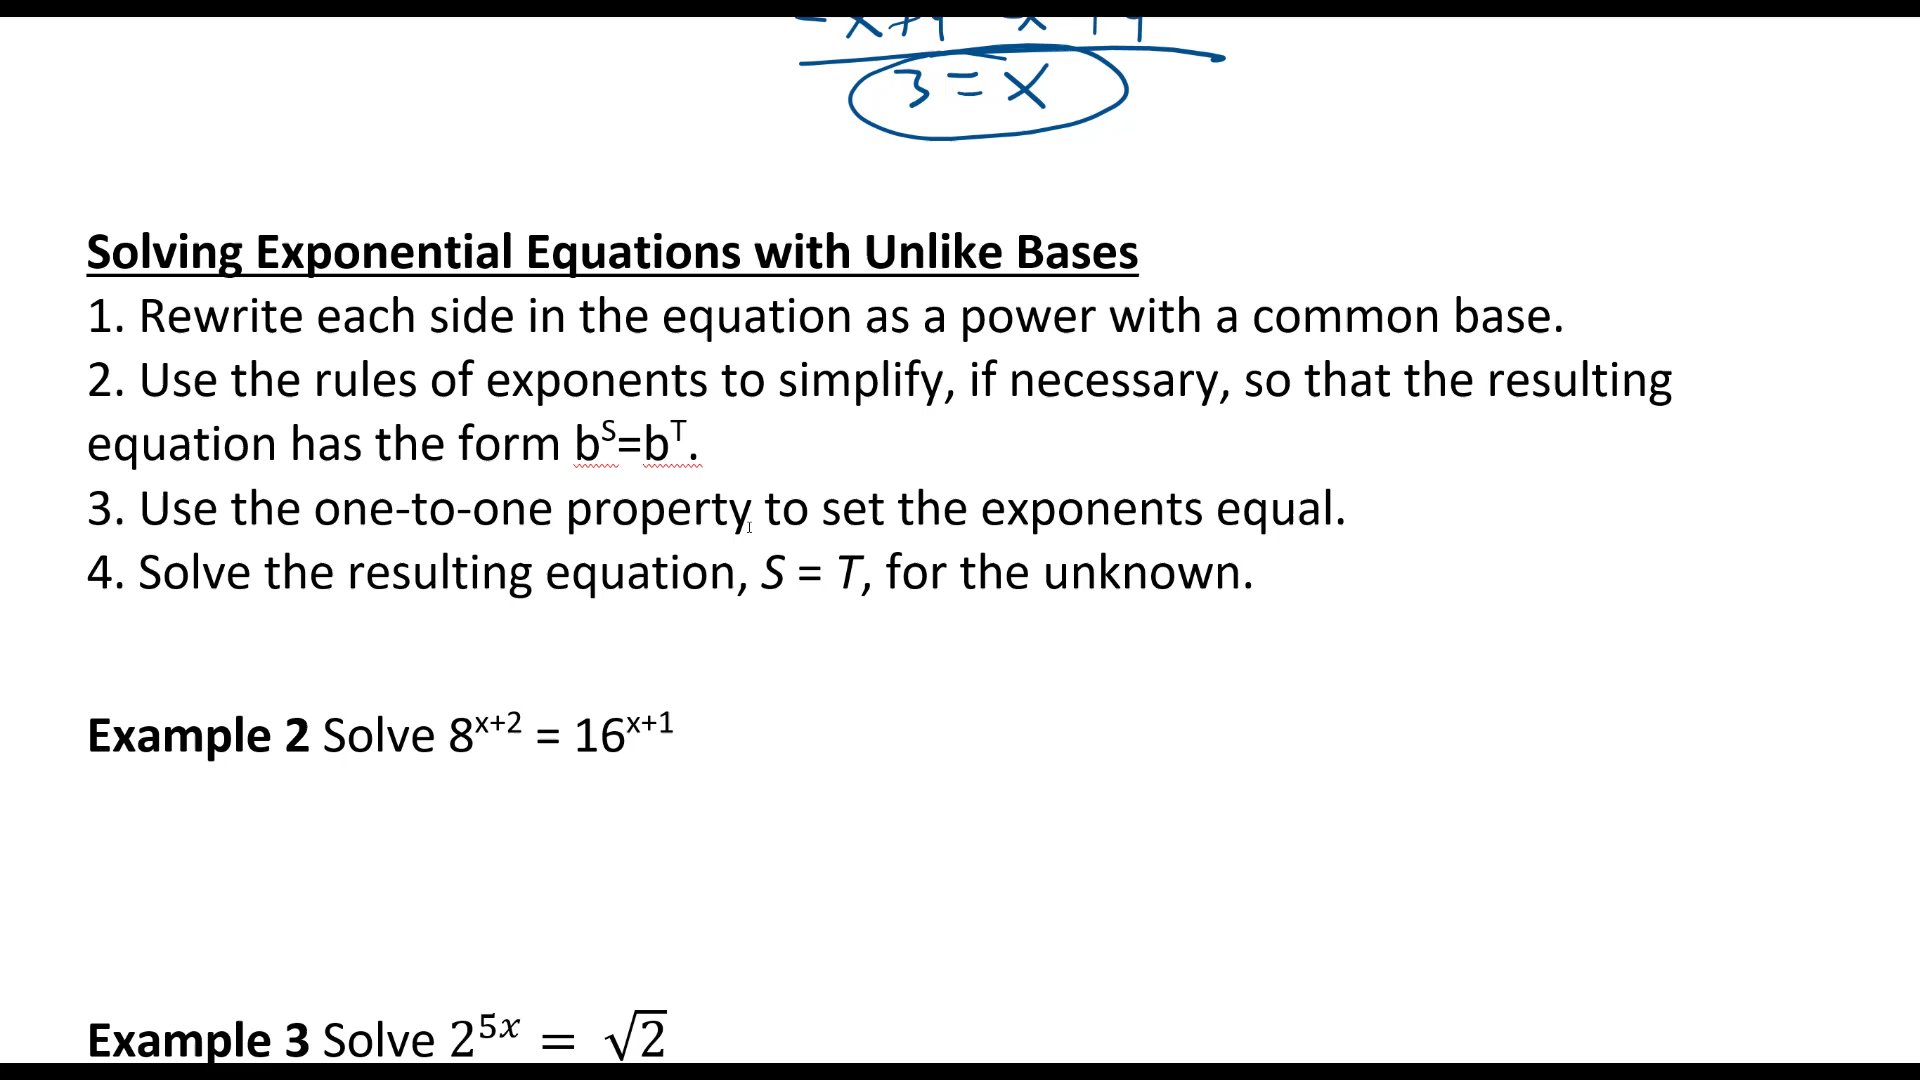 3 = x
Solving Exponential Equations with Unlike Bases
1. Rewrite each side in the equation as a power with a common base.
2. Use the rules of exponents to simplify, if necessary, so that the resulting
equation has the form bˢ=bᵀ.
3. Use the one-to-one property to set the exponents equal.
4. Solve the resulting equation, S = T, for the unknown.
Example 2 Solve 8ˣ⁺² = 16ˣ⁺¹
Example 3 Solve 2⁵ˣ = √2